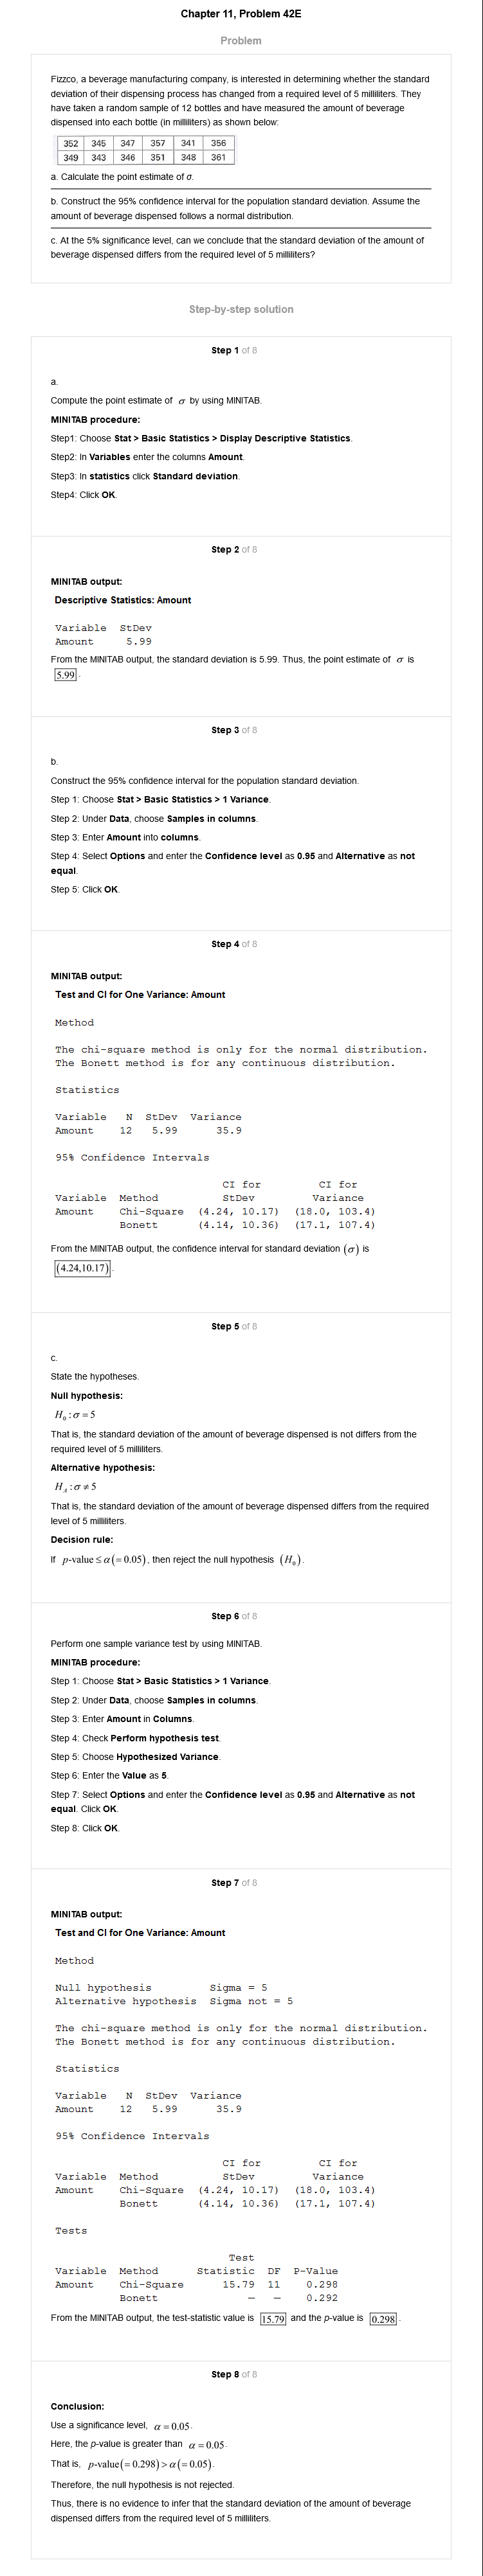 Chapter 11, Problem 42E
Problem
Fizzco, a beverage manufacturing company, is interested in determining whether the standard
deviation of their dispensing process has changed from a required level of 5 milliliters. They
have taken a random sample of 12 bottles and have measured the amount of beverage
dispensed into each bottle (in milliliters) as shown below:
352 345 347 357 341 356
349 343 346 351 348 361
a. Calculate the point estimate of σ.
b. Construct the 95% confidence interval for the population standard deviation. Assume the
amount of beverage dispensed follows a normal distribution.
c. At the 5% significance level, can we conclude that the standard deviation of the amount of
beverage dispensed differs from the required level of 5 milliliters?
Step-by-step solution
Step 1 of 8
a.
Compute the point estimate of σ by using MINITAB.
MINITAB procedure:
Step1: Choose Stat > Basic Statistics > Display Descriptive Statistics.
Step2: In Variables enter the columns Amount.
Step3: In statistics click Standard deviation.
Step4: Click OK.
Step 2 of 8
MINITAB output:
Descriptive Statistics: Amount
Variable StDev
Amount 5.99
From the MINITAB output, the standard deviation is 5.99. Thus, the point estimate of σ is
5.99.
Step 3 of 8
b.
Construct the 95% confidence interval for the population standard deviation.
Step 1: Choose Stat > Basic Statistics > 1 Variance.
Step 2: Under Data, choose Samples in columns.
Step 3: Enter Amount into columns.
Step 4: Select Options and enter the Confidence level as 0.95 and Alternative as not
equal.
Step 5: Click OK.
Step 4 of 8
MINITAB output:
Test and CI for One Variance: Amount
Method
The chi-square method is only for the normal distribution.
The Bonett method is for any continuous distribution.
Statistics
Variable N StDev Variance
Amount 12 5.99 35.9
95% Confidence Intervals
CI for CI for
Variable Method StDev Variance
Amount Chi-Square (4.24, 10.17) (18.0, 103.4)
Bonett (4.14, 10.36) (17.1, 107.4)
From the MINITAB output, the confidence interval for standard deviation (σ) is
(4.24,10.17).
Step 5 of 8
c.
State the hypotheses.
Null hypothesis:
H₀ : σ = 5
That is, the standard deviation of the amount of beverage dispensed is not differs from the
required level of 5 milliliters.
Alternative hypothesis:
H_A : σ ≠ 5
That is, the standard deviation of the amount of beverage dispensed differs from the required
level of 5 milliliters.
Decision rule:
If p-value ≤ α(= 0.05), then reject the null hypothesis (H₀).
Step 6 of 8
Perform one sample variance test by using MINITAB.
MINITAB procedure:
Step 1: Choose Stat > Basic Statistics > 1 Variance.
Step 2: Under Data, choose Samples in columns.
Step 3: Enter Amount in Columns.
Step 4: Check Perform hypothesis test.
Step 5: Choose Hypothesized Variance.
Step 6: Enter the Value as 5.
Step 7: Select Options and enter the Confidence level as 0.95 and Alternative as not
equal. Click OK.
Step 8: Click OK.
Step 7 of 8
MINITAB output:
Test and CI for One Variance: Amount
Method
Null hypothesis Sigma = 5
Alternative hypothesis Sigma not = 5
The chi-square method is only for the normal distribution.
The Bonett method is for any continuous distribution.
Statistics
Variable N StDev Variance
Amount 12 5.99 35.9
95% Confidence Intervals
CI for CI for
Variable Method StDev Variance
Amount Chi-Square (4.24, 10.17) (18.0, 103.4)
Bonett (4.14, 10.36) (17.1, 107.4)
Tests
Test
Variable Method Statistic DF P-Value
Amount Chi-Square 15.79 11 0.298
Bonett — — 0.292
From the MINITAB output, the test-statistic value is 15.79 and the p-value is 0.298.
Step 8 of 8
Conclusion:
Use a significance level, α = 0.05.
Here, the p-value is greater than α = 0.05.
That is, p-value(= 0.298) > α(= 0.05).
Therefore, the null hypothesis is not rejected.
Thus, there is no evidence to infer that the standard deviation of the amount of beverage
dispensed differs from the required level of 5 milliliters.